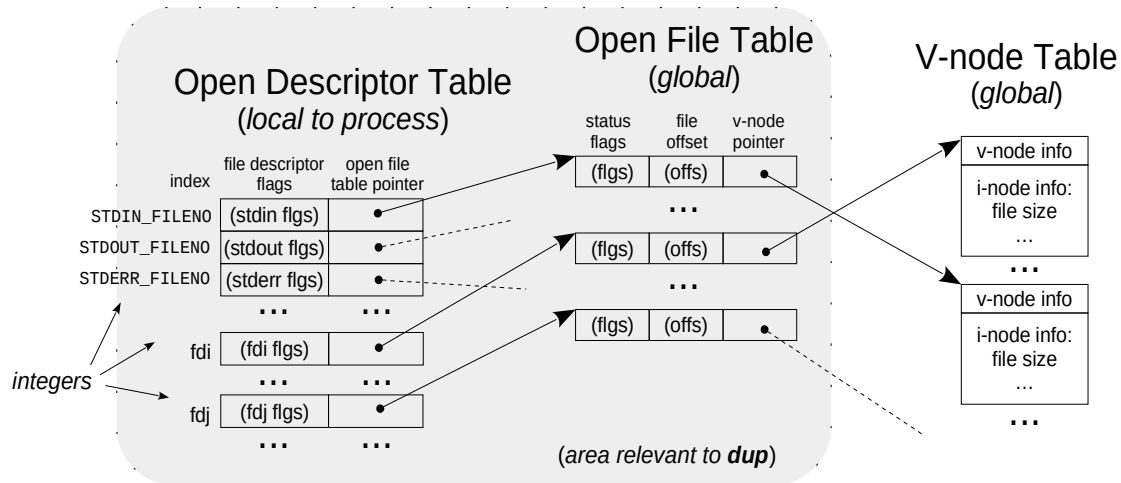 Open Descriptor Table
(local to process)
index
file descriptor
flags
open file
table pointer
STDIN_FILENO
(stdin flgs)
STDOUT_FILENO
(stdout flgs)
STDERR_FILENO
(stderr flgs)
... ...
fdi
(fdi flgs)
... ...
fdj
(fdj flgs)
... ...
integers
Open File Table
(global)
status
flags
file
offset
v-node
pointer
(flgs) (offs)
...
(flgs) (offs)
...
(flgs) (offs)
(area relevant to dup)
V-node Table
(global)
v-node info
i-node info:
file size
...
...
v-node info
i-node info:
file size
...
...